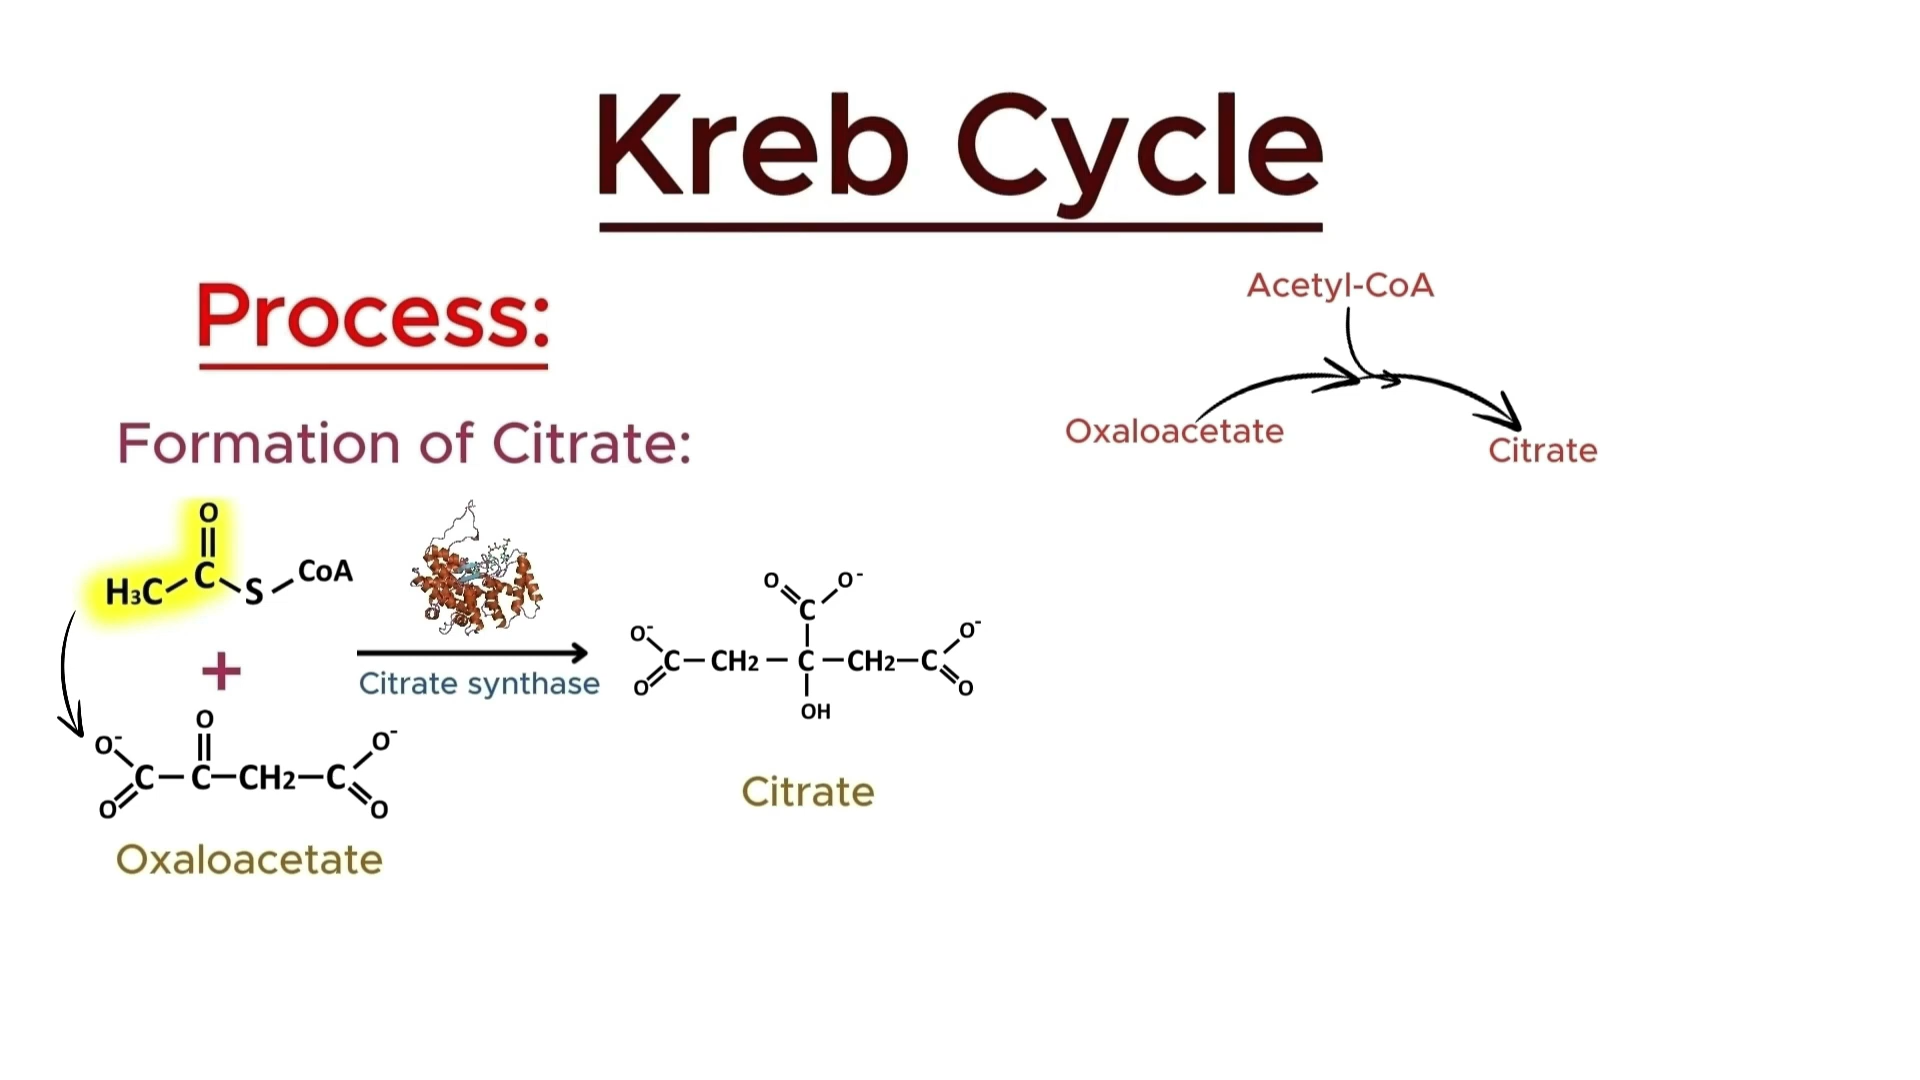 Kreb Cycle
Process:
Acetyl-CoA
Oxaloacetate
Citrate
Formation of Citrate:
O
H₃C C S CoA
+
Citrate synthase
O
O⁻ O⁻
C C CH₂ C
O O
Oxaloacetate
O O⁻
C
O⁻ O⁻
C CH₂ C CH₂ C
O O
OH
Citrate